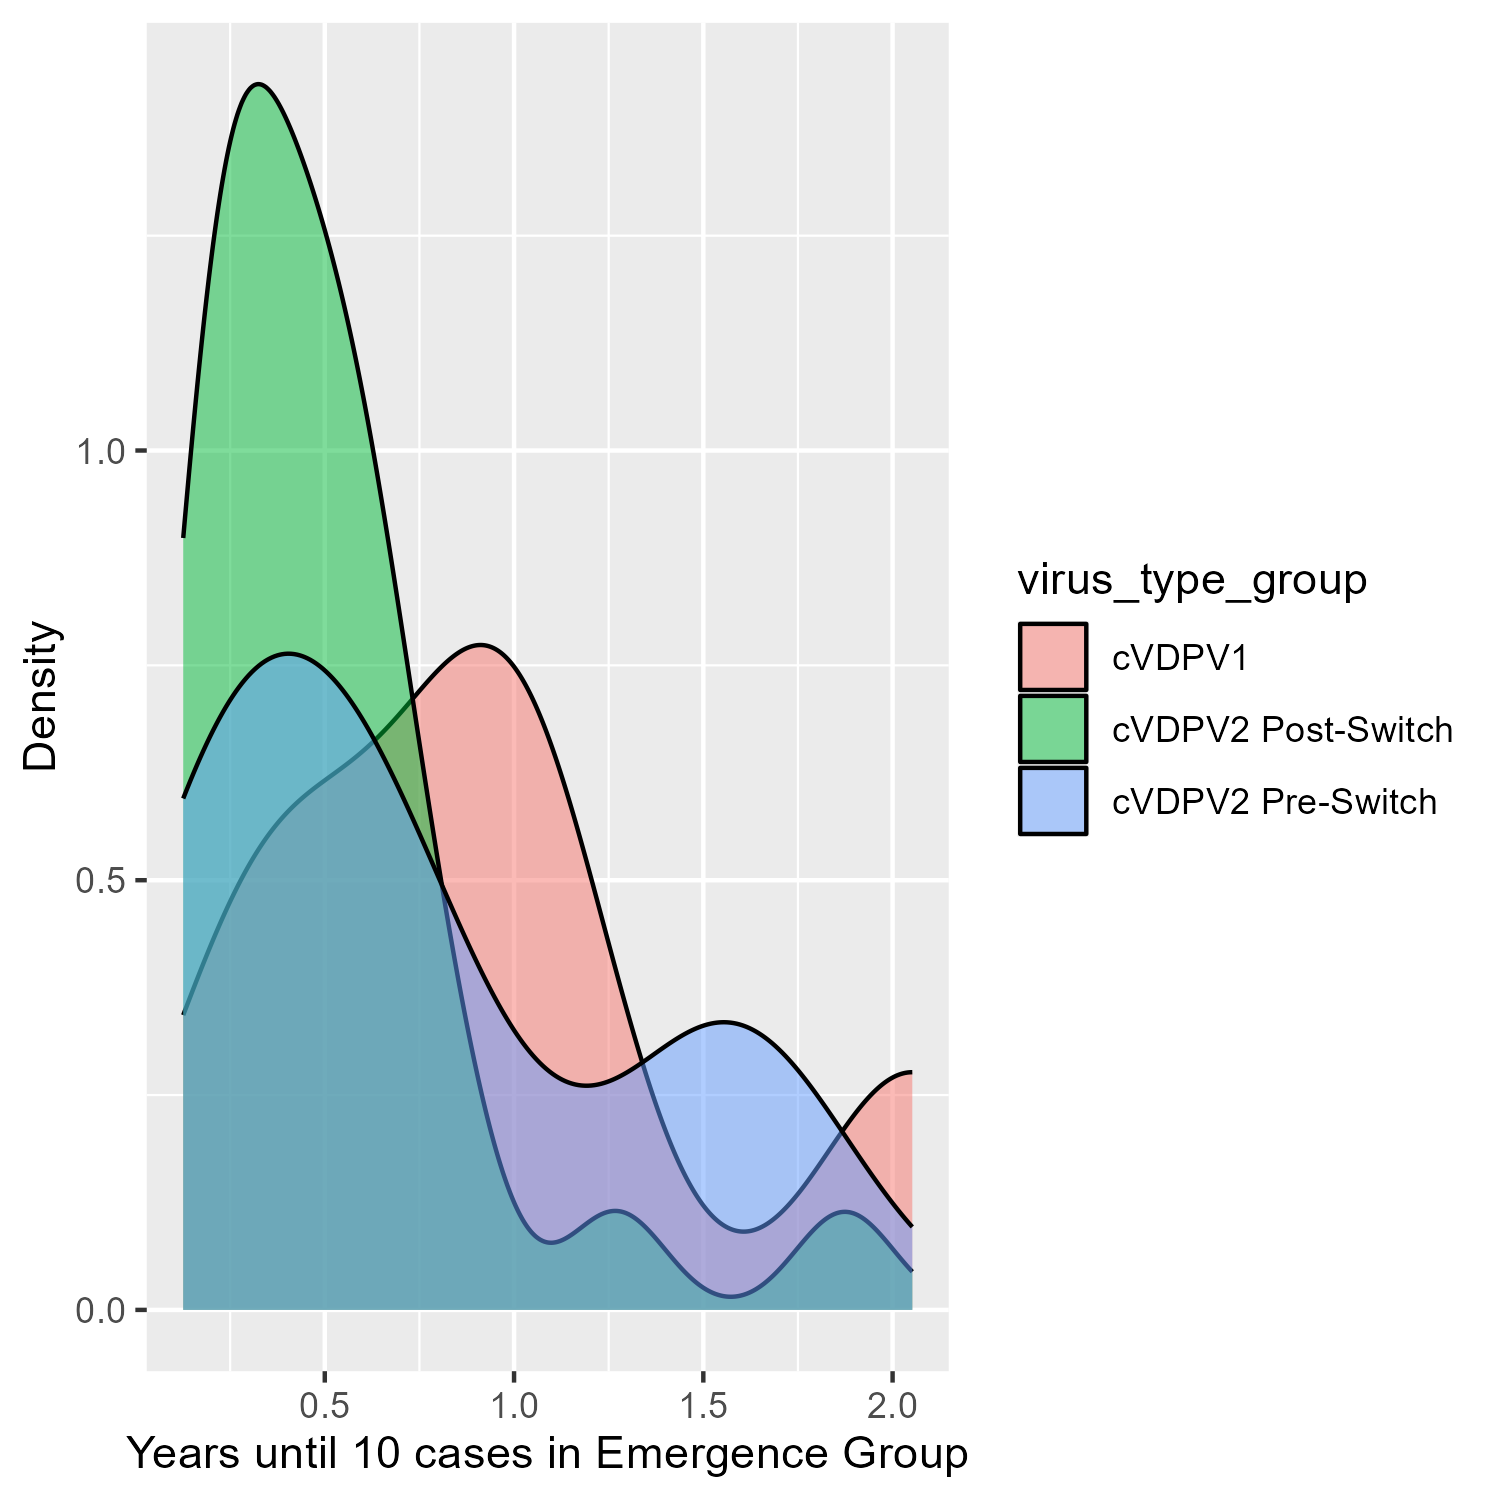 Density
1.0
0.5
0.0
0.5 1.0 1.5 2.0
Years until 10 cases in Emergence Group
virus_type_group
cVDPV1
cVDPV2 Post-Switch
cVDPV2 Pre-Switch